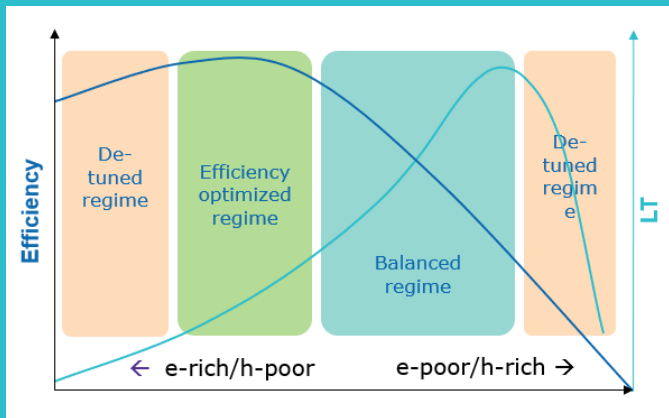 De-
tuned
regime
Efficiency
optimized
regime
Balanced
regime
De-
tuned
regim
e
Efficiency
LT
← e-rich/h-poor
e-poor/h-rich →